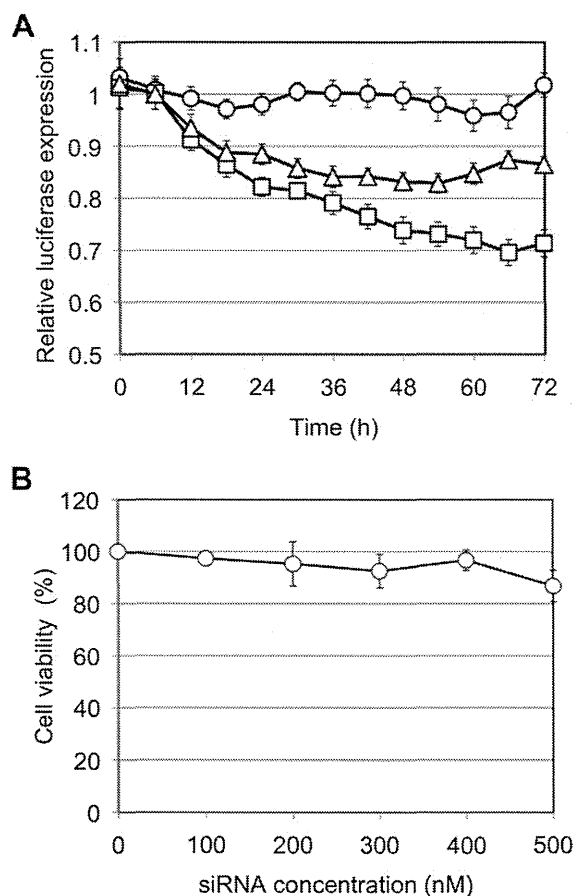 A
Relative luciferase expression
1.1
1
0.9
0.8
0.7
0.6
0.5
0 12 24 36 48 60 72
Time (h)
B
Cell viability (%)
120
100
80
60
40
20
0
0 100 200 300 400 500
siRNA concentration (nM)